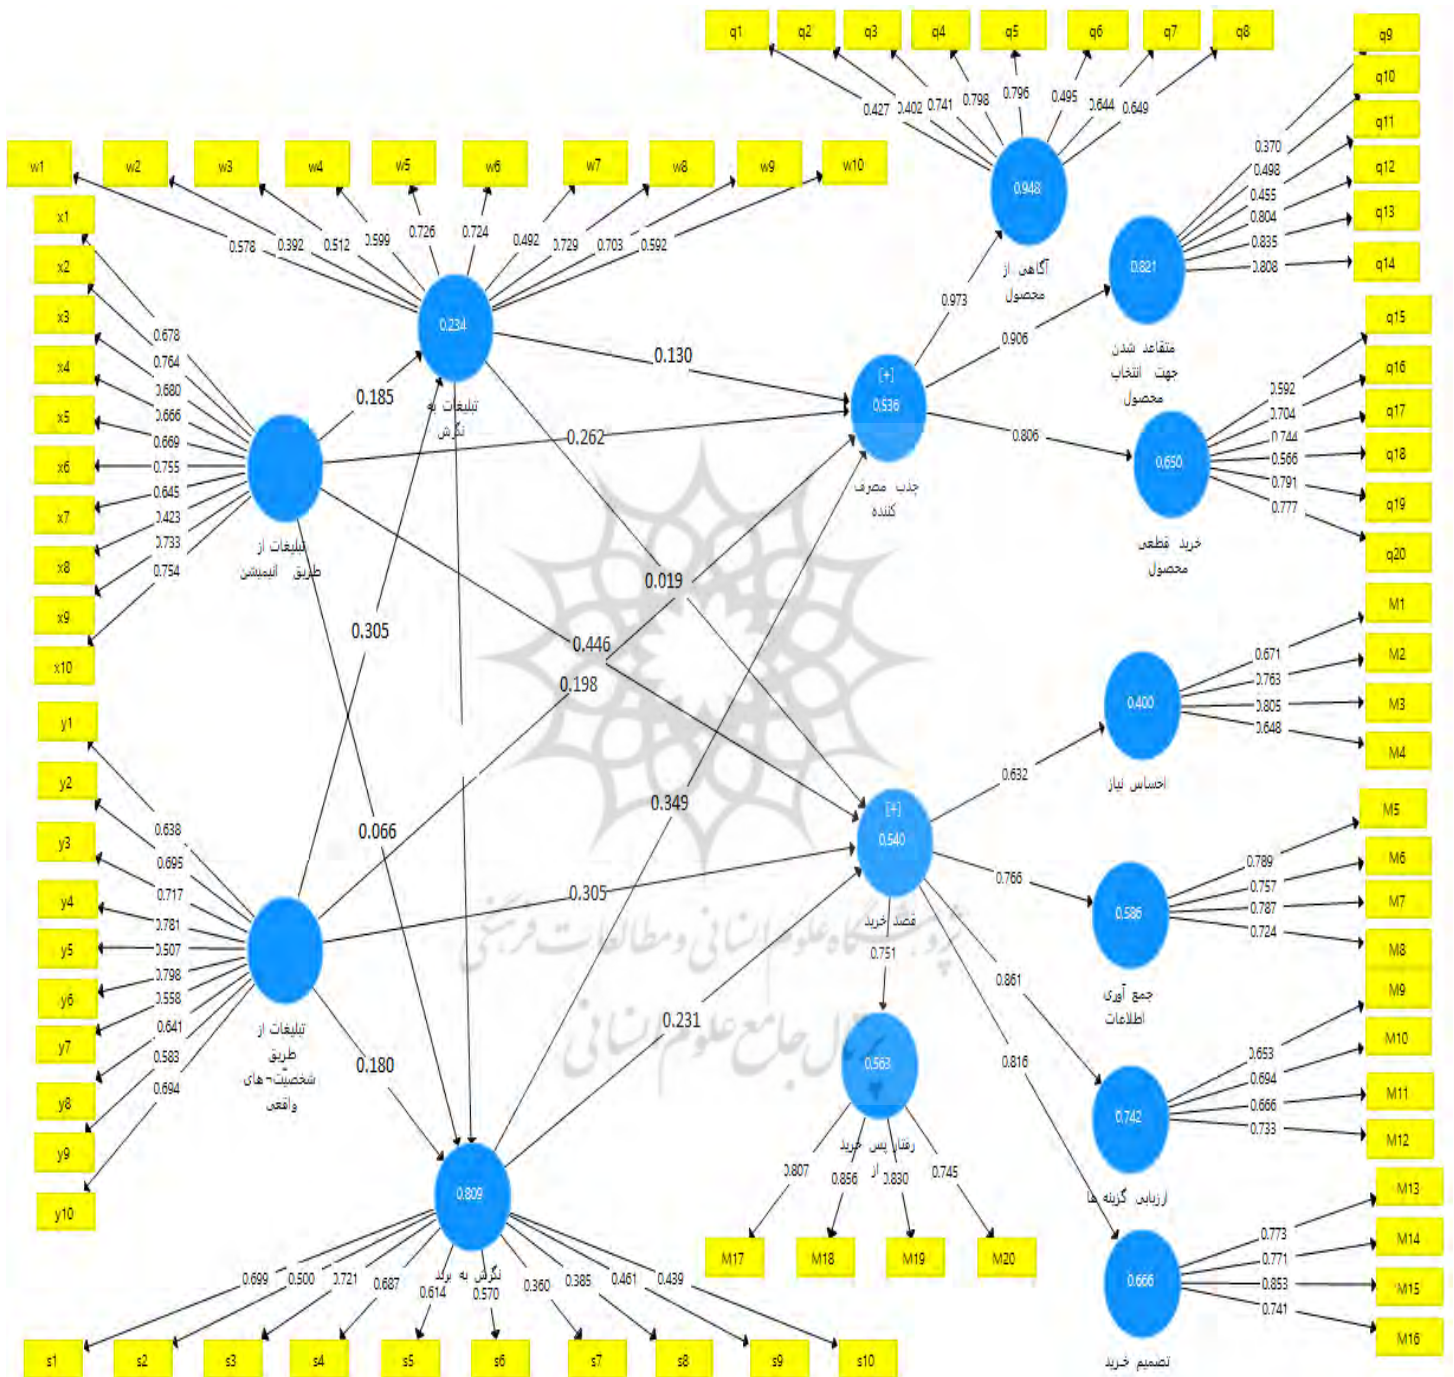 q1 q2 q3 q4 q5 q6 q7 q8 q9
q10
q11
q12
q13
q14
0.427 0.402 0.741 0.798 0.796 0.495 0.644 0.649
0.370
0.498
0.455
0.804
0.835
0.808
w1 w2 w3 w4 w5 w6 w7 w8 w9 w10
0.578 0.392 0.512 0.599 0.726 0.724 0.492 0.729 0.703 0.592
0.948
آگاهی از
محصول
0.821
متقاعد شدن
جهت انتخاب
محصول
x1
x2
x3
x4
x5
x6
x7
x8
x9
x10
0.678
0.764
0.680
0.666
0.669
0.755
0.645
0.423
0.733
0.754
0.234
تبلیغات به
نگرش
0.185
0.130
0.262
0.973
0.906
0.806
[+]
0.536
جذب مصرف
کننده
q15
q16
q17
q18
q19
q20
0.592
0.704
0.744
0.566
0.791
0.777
0.650
خرید قطعی
محصول
تبلیغات از
طریق انیمیشن
0.305
0.019
0.446
0.198
0.066
0.349
0.305
0.231
0.180
M1
M2
M3
M4
0.671
0.763
0.805
0.648
0.400
احساس نیاز
0.632
y1
y2
y3
y4
y5
y6
y7
y8
y9
y10
0.638
0.695
0.717
0.781
0.507
0.798
0.558
0.641
0.583
0.694
تبلیغات از
طریق
شخصیت های
واقعی
[+]
0.540
قصد خرید
0.766
0.751
0.861
0.816
M5
M6
M7
M8
0.789
0.757
0.787
0.724
0.586
جمع آوری
اطلاعات
پژوهشگاه علوم انسانی و مطالعات فرهنگی
پرتال جامع علوم انسانی
M9
M10
M11
M12
0.653
0.694
0.666
0.733
0.742
ارزیابی گزینه ها
0.563
رفتار پس خرید
از
0.807 0.856 0.830 0.745
M17 M18 M19 M20
M13
M14
M15
M16
0.773
0.771
0.853
0.741
0.666
تصمیم خرید
0.809
نگرش به برند
0.699 0.500 0.721 0.687 0.614 0.570 0.360 0.385 0.461 0.439
s1 s2 s3 s4 s5 s6 s7 s8 s9 s10